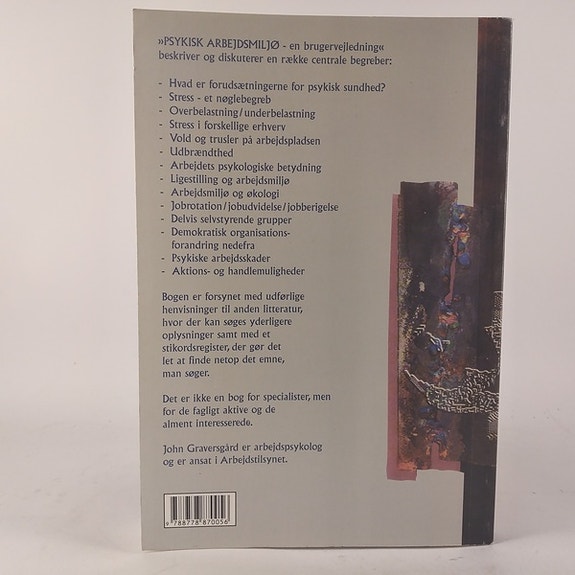 »PSYKISK ARBEJDSMILJØ - en brugervejledning«
beskriver og diskuterer en række centrale begreber:
- Hvad er forudsætningerne for psykisk sundhed?
- Stress - et nøglebegreb
- Overbelastning/underbelastning
- Stress i forskellige erhverv
- Vold og trusler på arbejdspladsen
- Udbrændthed
- Arbejdets psykologiske betydning
- Ligestilling og arbejdsmiljø
- Arbejdsmiljø og økologi
- Jobrotation/jobudvidelse/jobberigelse
- Delvis selvstyrende grupper
- Demokratisk organisations-
forandring nedefra
- Psykiske arbejdsskader
- Aktions- og handlemuligheder
Bogen er forsynet med udførlige
henvisninger til anden litteratur,
hvor der kan søges yderligere
oplysninger samt med et
stikordsregister, der gør det
let at finde netop det emne,
man søger.
Det er ikke en bog for specialister, men
for de fagligt aktive og de
alment interesserede.
John Graversgård er arbejdspsykolog
og er ansat i Arbejdstilsynet.
9 788778 870056